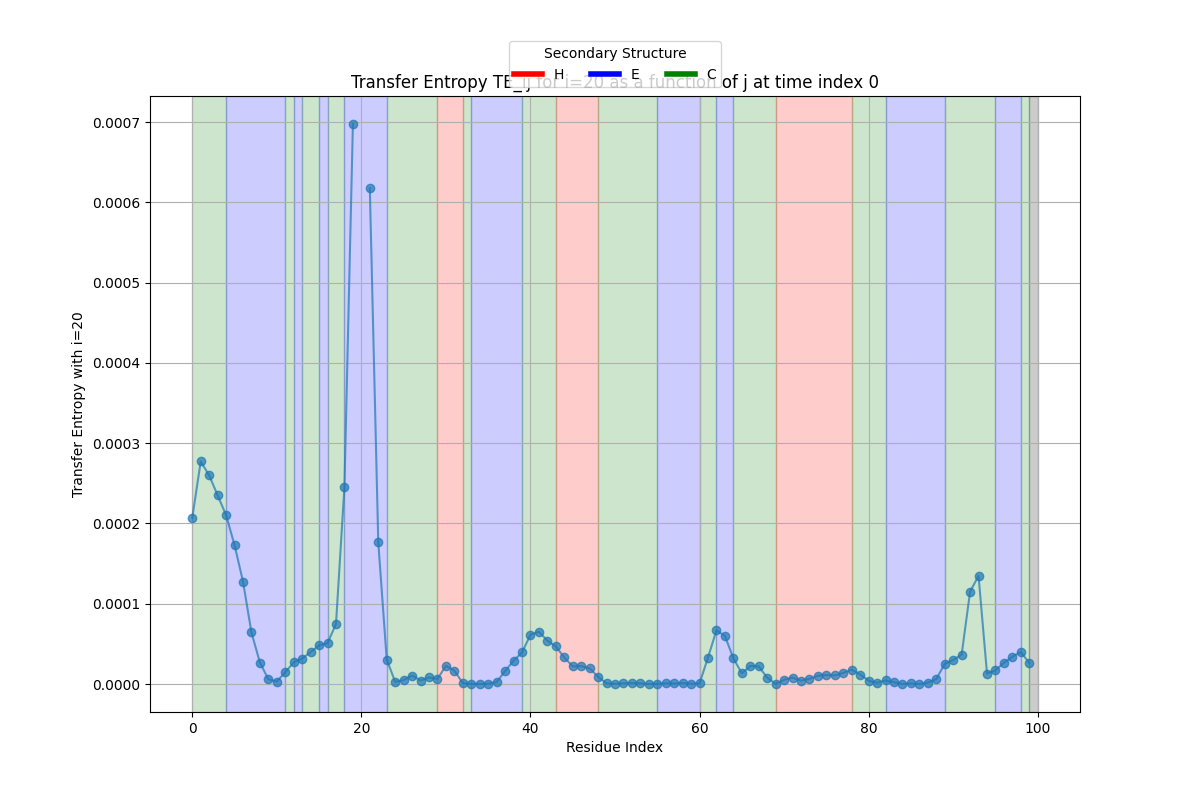 Secondary Structure
H E C
Transfer Entropy TE_ij for i=20 as a function of j at time index 0
Transfer Entropy with i=20
0.0007
0.0006
0.0005
0.0004
0.0003
0.0002
0.0001
0.0000
0 20 40 60 80 100
Residue Index